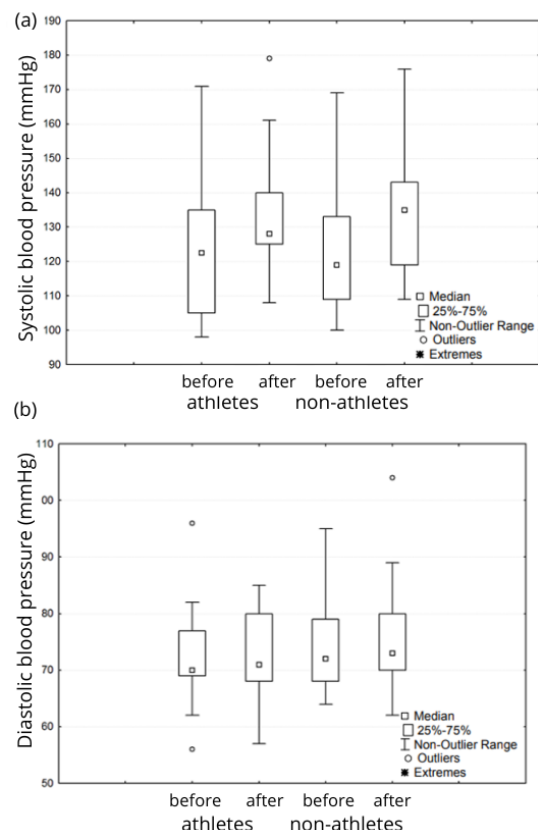 (a)
Systolic blood pressure (mmHg)
190
180
170
160
150
140
130
120
110
100
90
Median
25%-75%
Non-Outlier Range
Outliers
Extremes
before after before after
athletes non-athletes
(b)
Diastolic blood pressure (mmHg)
110
00
90
80
70
60
50
Median
25%-75%
Non-Outlier Range
Outliers
Extremes
before after before after
athletes non-athletes